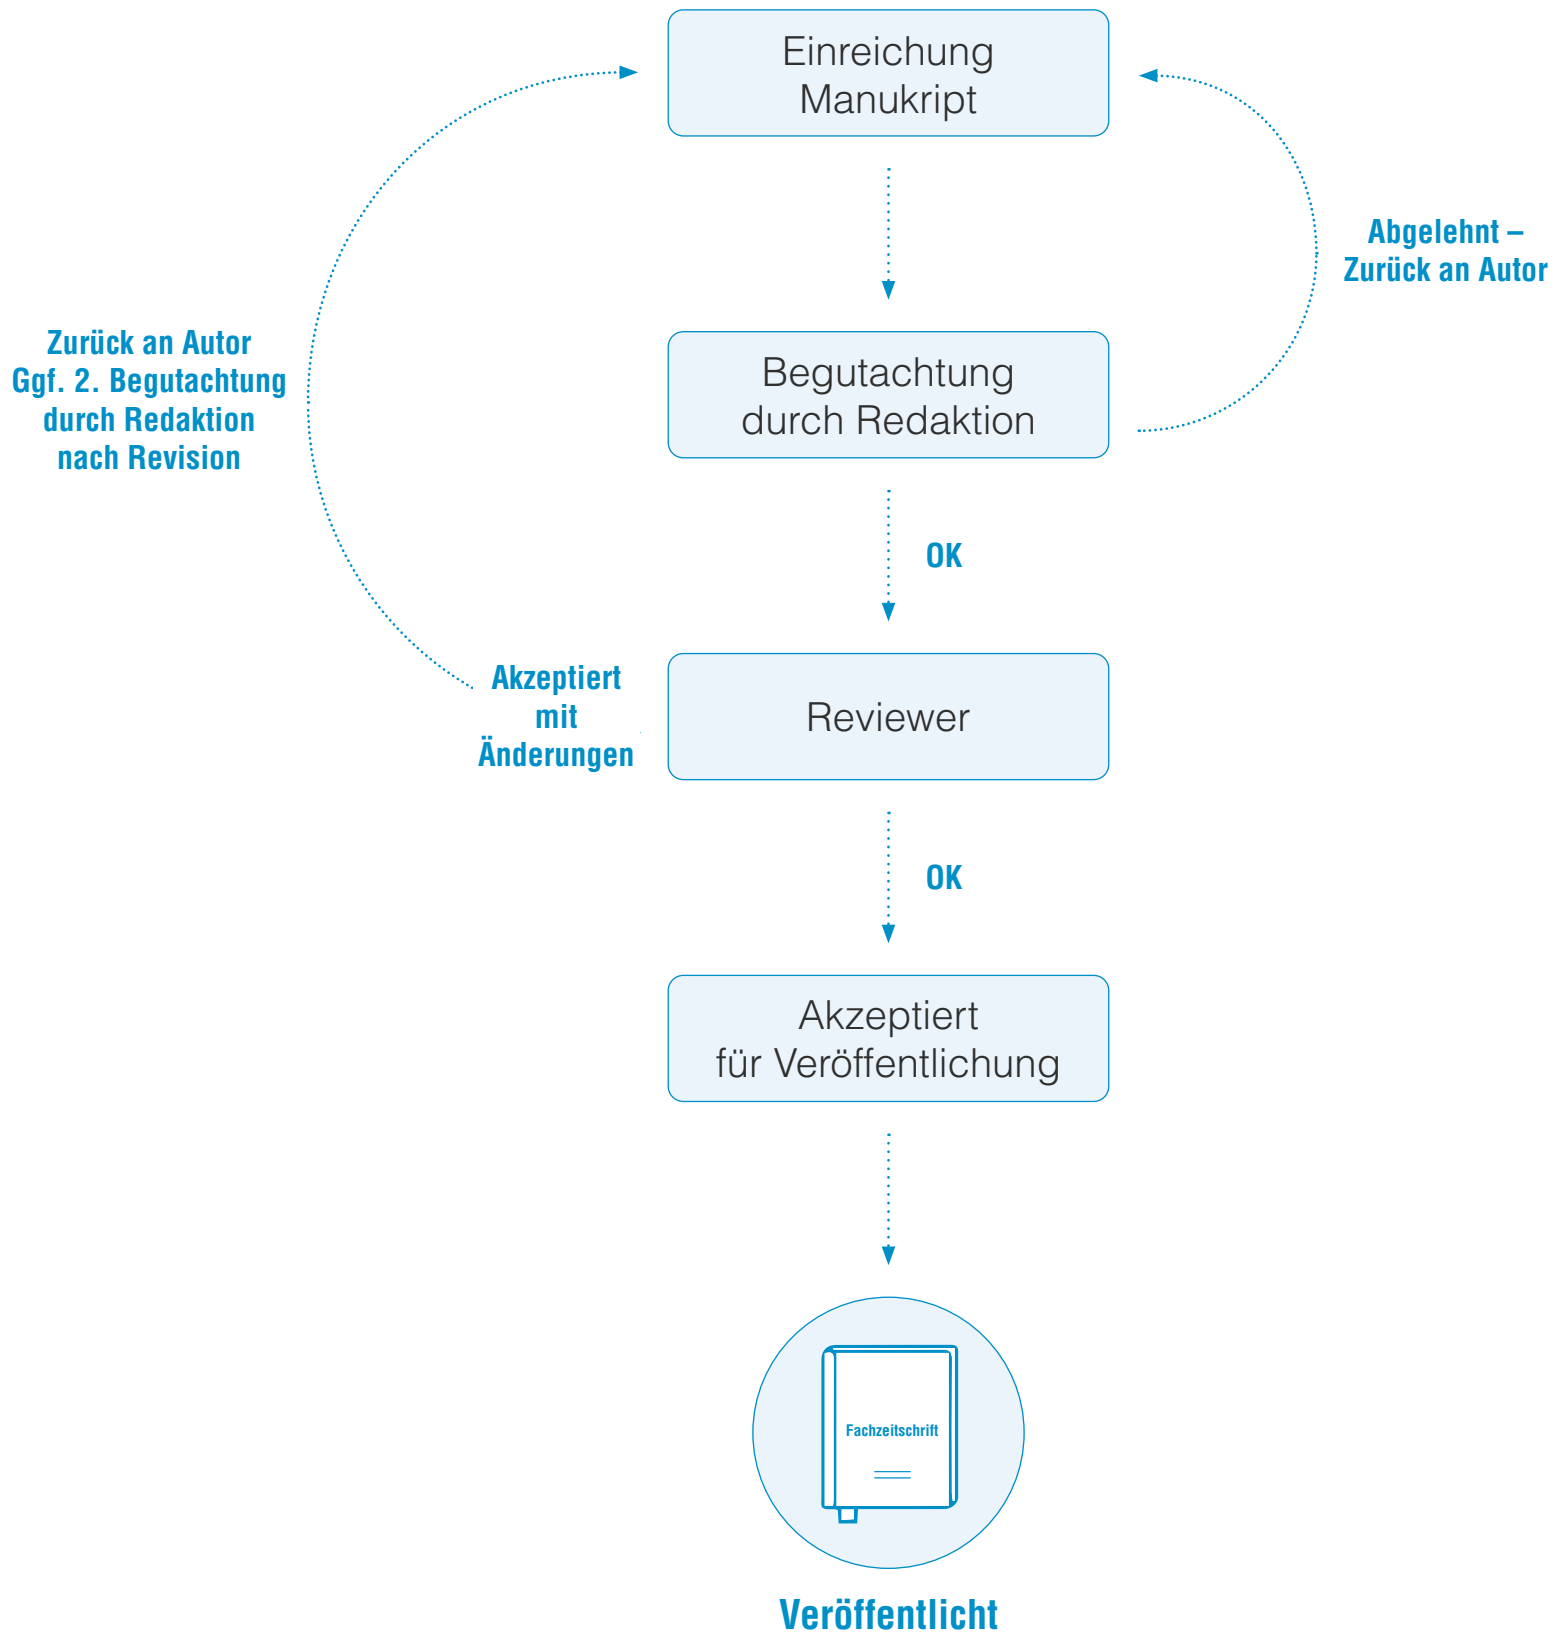 Einreichung
Manukript
Abgelehnt –
Zurück an Autor
Zurück an Autor
Ggf. 2. Begutachtung
durch Redaktion
nach Revision
Begutachtung
durch Redaktion
OK
Akzeptiert
mit
Änderungen
Reviewer
OK
Akzeptiert
für Veröffentlichung
Fachzeitschrift
Veröffentlicht